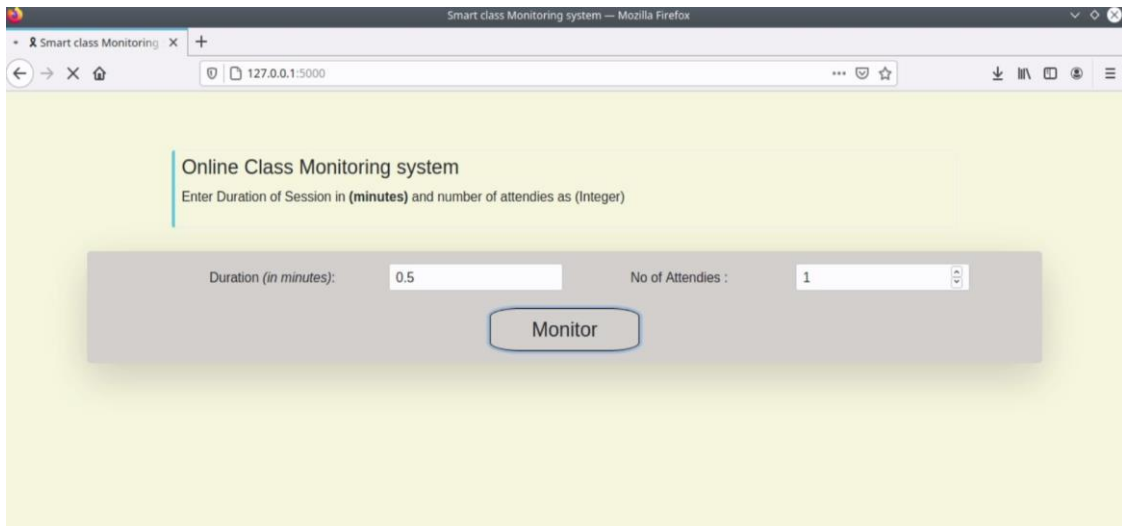 Smart class Monitoring system — Mozilla Firefox
Smart class Monitoring
127.0.0.1:5000
Online Class Monitoring system
Enter Duration of Session in (minutes) and number of attendies as (Integer)
Duration (in minutes): 0.5 No of Attendies : 1
Monitor